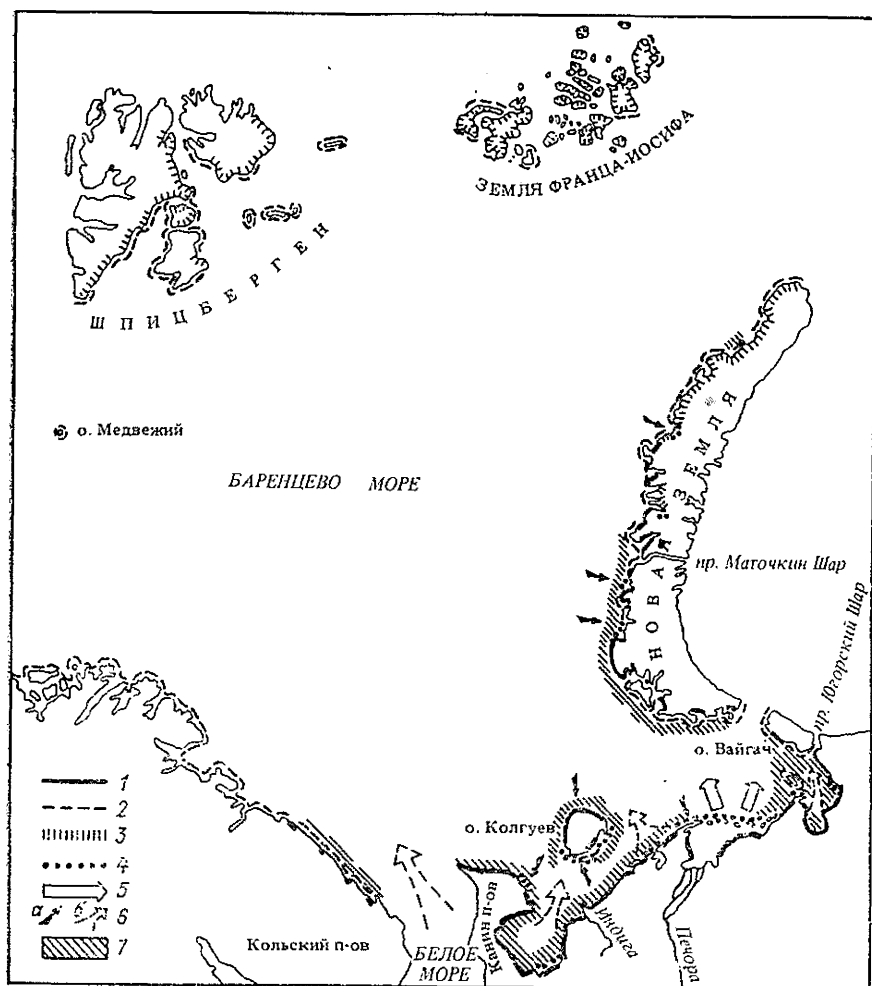 ЗЕМЛЯ ФРАНЦА-ИОСИФА
ШПИЦБЕРГЕН
о. Медвежий
БАРЕНЦЕВО МОРЕ
НОВАЯ ЗЕМЛЯ
пр. Маточкин Шар
пр. Югорский Шар
о. Вайгач
о. Колгуев
1
2
3
4
5
а б 6
7
Кольский п-ов
БЕЛОЕ
МОРЕ
Канин п-ов
Индига
Печора